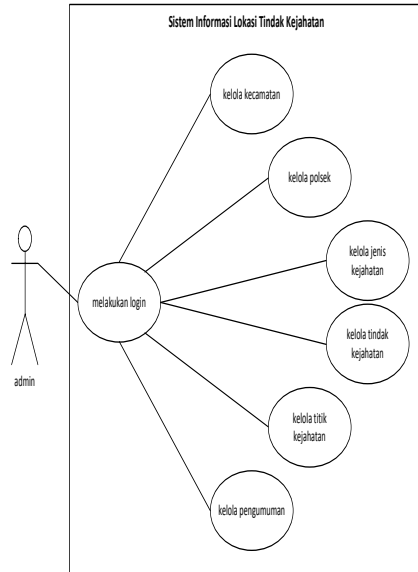 Sistem Informasi Lokasi Tindak Kejahatan
kelola kecamatan
kelola polsek
kelola jenis
kejahatan
melakukan login
kelola tindak
kejahatan
admin
kelola titik
kejahatan
kelola pengumuman